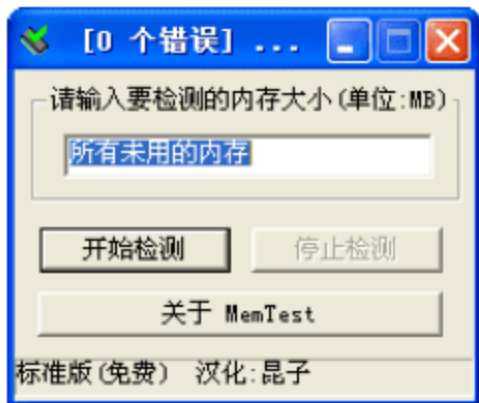 [0 个错误] ...
请输入要检测的内存大小(单位:MB)
所有未用的内存
开始检测 停止检测
关于 MemTest
标准版(免费) 汉化:昆子